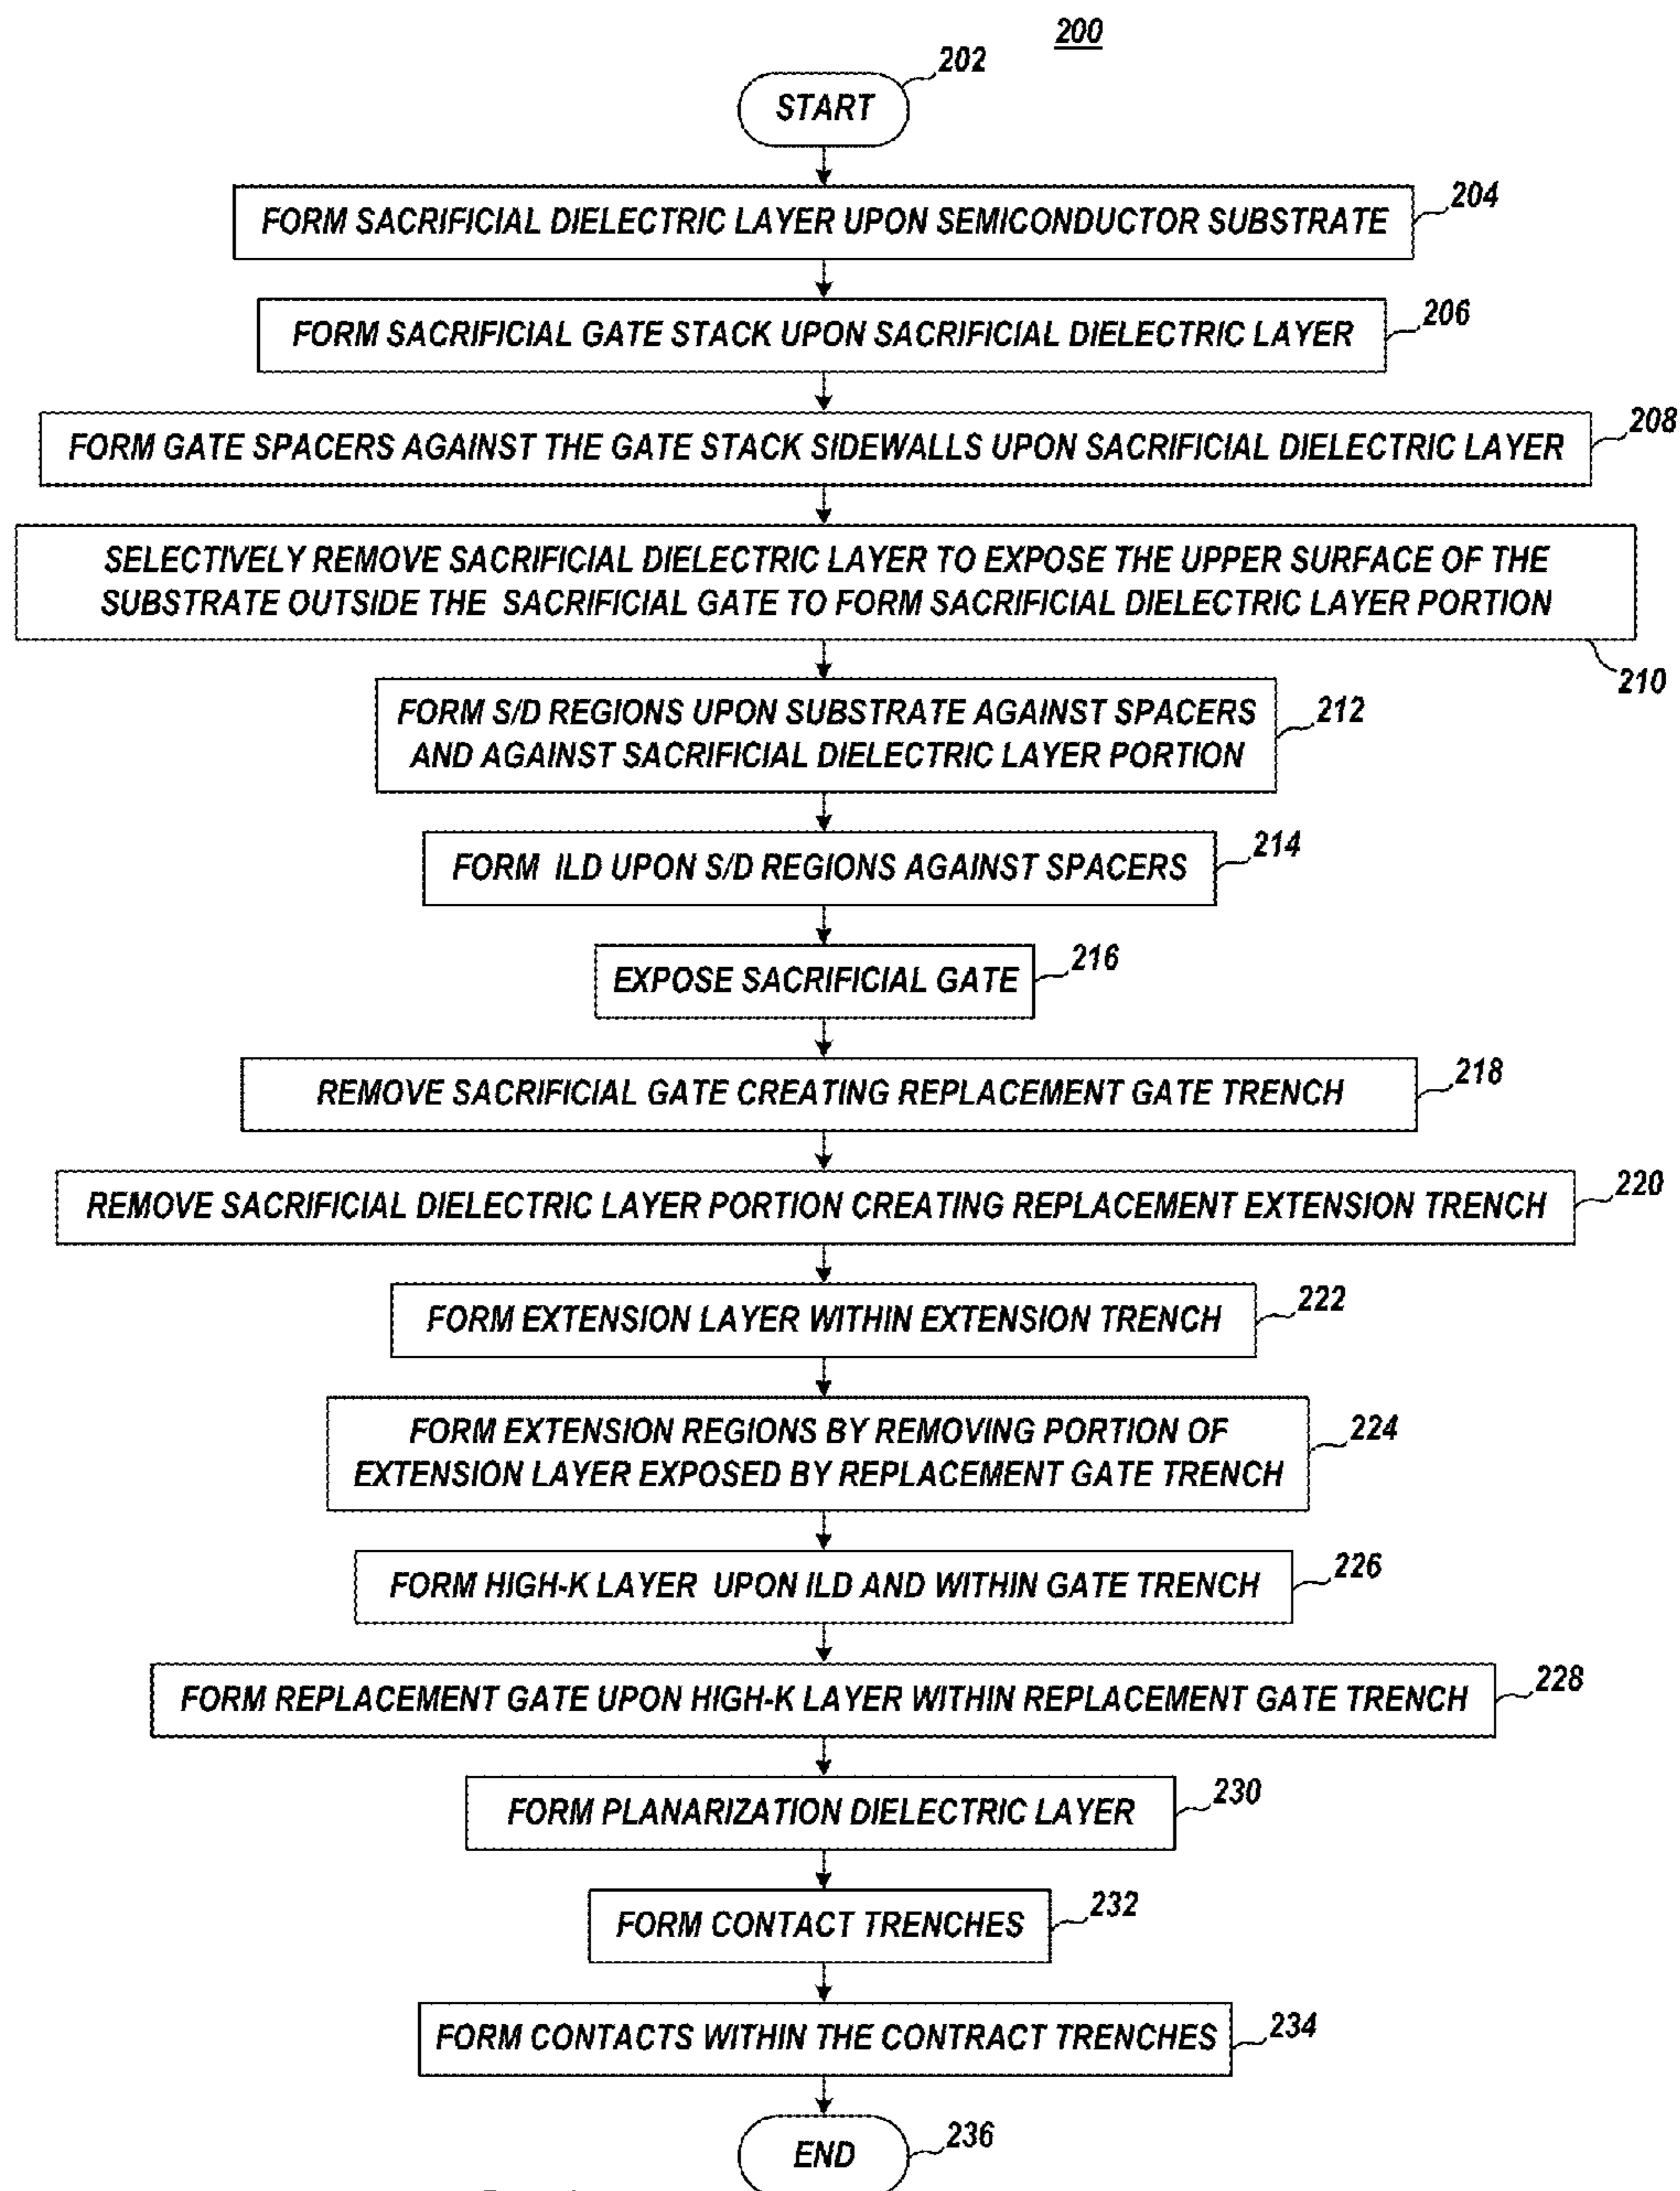 200
START
202
FORM SACRIFICIAL DIELECTRIC LAYER UPON SEMICONDUCTOR SUBSTRATE
204
FORM SACRIFICIAL GATE STACK UPON SACRIFICIAL DIELECTRIC LAYER
206
FORM GATE SPACERS AGAINST THE GATE STACK SIDEWALLS UPON SACRIFICIAL DIELECTRIC LAYER
208
SELECTIVELY REMOVE SACRIFICIAL DIELECTRIC LAYER TO EXPOSE THE UPPER SURFACE OF THE
SUBSTRATE OUTSIDE THE SACRIFICIAL GATE TO FORM SACRIFICIAL DIELECTRIC LAYER PORTION
210
FORM S/D REGIONS UPON SUBSTRATE AGAINST SPACERS
AND AGAINST SACRIFICIAL DIELECTRIC LAYER PORTION
212
FORM ILD UPON S/D REGIONS AGAINST SPACERS
214
EXPOSE SACRIFICIAL GATE
216
REMOVE SACRIFICIAL GATE CREATING REPLACEMENT GATE TRENCH
218
REMOVE SACRIFICIAL DIELECTRIC LAYER PORTION CREATING REPLACEMENT EXTENSION TRENCH
220
FORM EXTENSION LAYER WITHIN EXTENSION TRENCH
222
FORM EXTENSION REGIONS BY REMOVING PORTION OF
EXTENSION LAYER EXPOSED BY REPLACEMENT GATE TRENCH
224
FORM HIGH-K LAYER UPON ILD AND WITHIN GATE TRENCH
226
FORM REPLACEMENT GATE UPON HIGH-K LAYER WITHIN REPLACEMENT GATE TRENCH
228
FORM PLANARIZATION DIELECTRIC LAYER
230
FORM CONTACT TRENCHES
232
FORM CONTACTS WITHIN THE CONTRACT TRENCHES
234
END
236